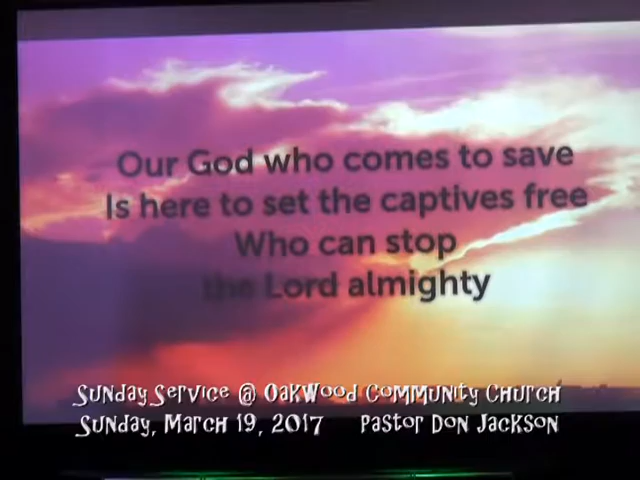 Our God who comes to save
Is here to set the captives free
Who can stop
the Lord almighty
Sunday Service @ OakWood Community Church
Sunday, March 19, 2017 Pastor Don Jackson